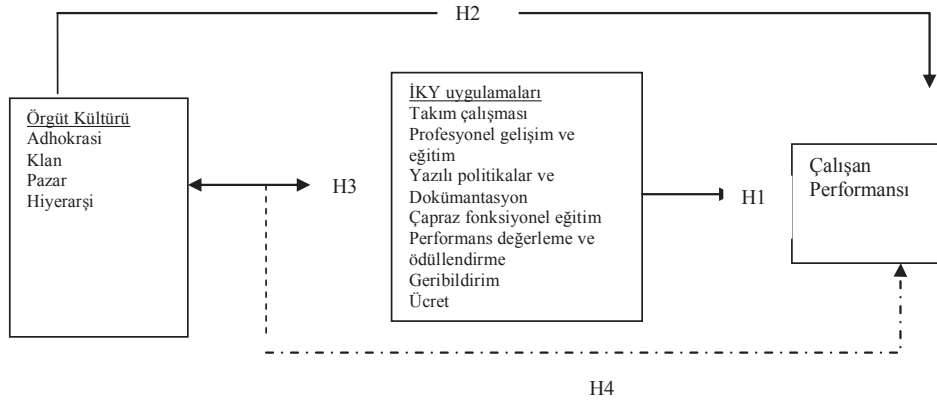 H2
Örgüt Kültürü
Adhokrasi
Klan
Pazar
Hiyerarşi
H3
İKY uygulamaları
Takım çalışması
Profesyonel gelişim ve
eğitim
Yazılı politikalar ve
Dokümantasyon
Çapraz fonksiyonel eğitim
Performans değerleme ve
ödüllendirme
Geribildirim
Ücret
H1
Çalışan
Performansı
H4